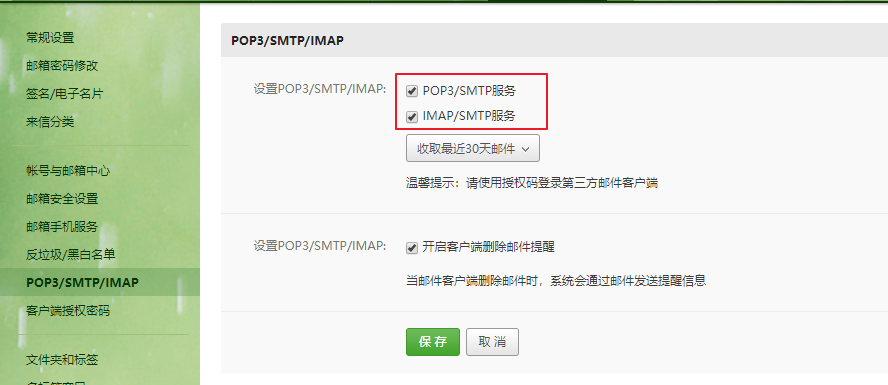 常规设置
邮箱密码修改
签名/电子名片
来信分类
帐号与邮箱中心
邮箱安全设置
邮箱手机服务
反垃圾/黑白名单
POP3/SMTP/IMAP
客户端授权密码
文件夹和标签
POP3/SMTP/IMAP
设置POP3/SMTP/IMAP:
POP3/SMTP服务
IMAP/SMTP服务
收取最近30天邮件
温馨提示：请使用授权码登录第三方邮件客户端
设置POP3/SMTP/IMAP:
开启客户端删除邮件提醒
当邮件客户端删除邮件时，系统会通过邮件发送提醒信息
保 存
取 消